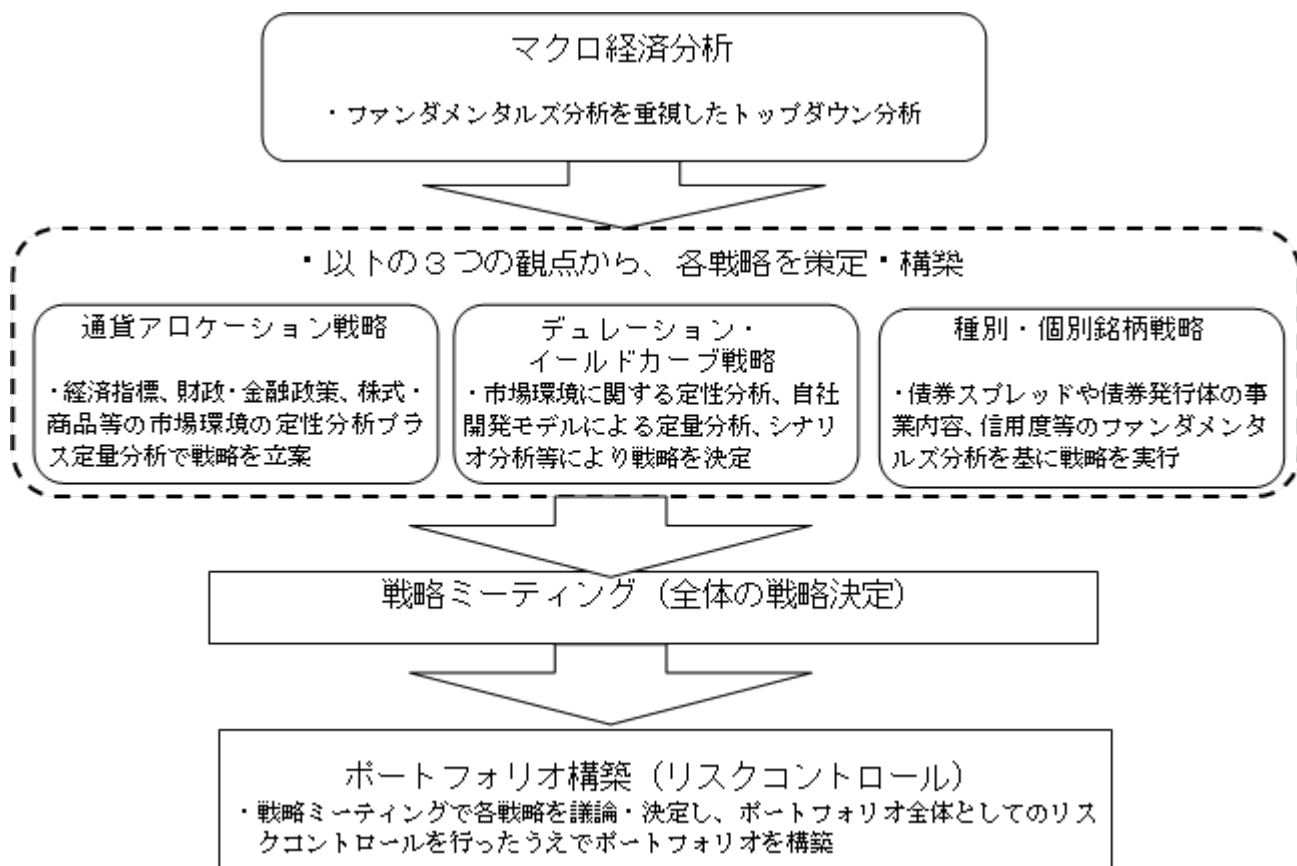 マクロ経済分析
・ファンダメンタルズ分析を重視したトップダウン分析
・以下の３つの観点から、各戦略を策定・構築
通貨アロケーション戦略
・経済指標、財政・金融政策、株式・
商品等の市場環境の定性分析プラ
ス定量分析で戦略を立案
デュレーション・
イールドカーブ戦略
・市場環境に関する定性分析、自社
開発モデルによる定量分析、シナリ
オ分析等により戦略を決定
種別・個別銘柄戦略
・債券スプレッドや債券発行体の事
業内容、信用度等のファンダメンタ
ルズ分析を基に戦略を実行
戦略ミーティング（全体の戦略決定）
ポートフォリオ構築（リスクコントロール）
・戦略ミーティングで各戦略を議論・決定し、ポートフォリオ全体としてのリス
クコントロールを行ったうえでポートフォリオを構築